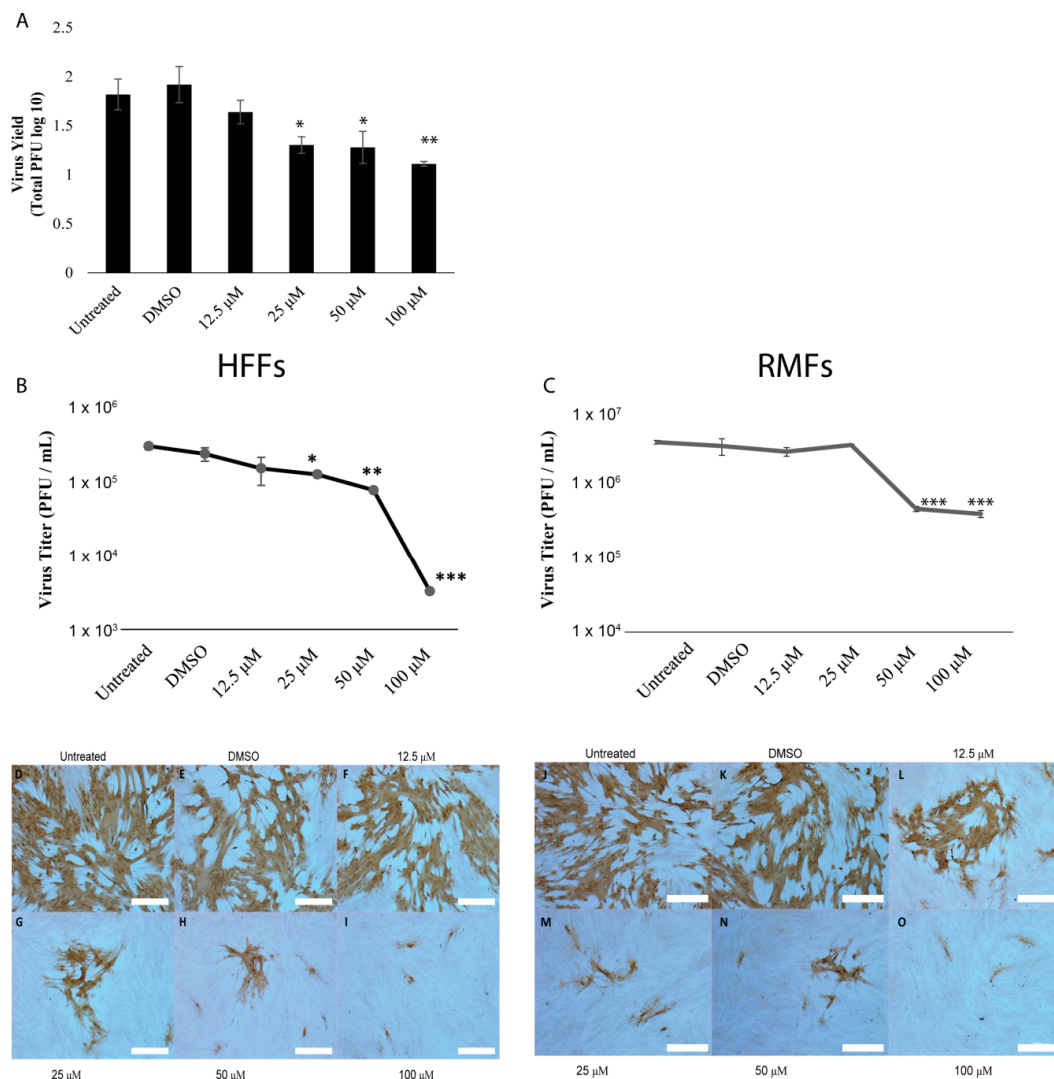 A
2.5
2
1.5
1
0.5
0
Virus Yield
(Total PFU log 10)
*
*
**
Untreated
DMSO
12.5 µM
25 µM
50 µM
100 µM
HFFs
B
1 x 10⁶
1 x 10⁵
1 x 10⁴
1 x 10³
Virus Titer (PFU / mL)
*
**
***
Untreated
DMSO
12.5 µM
25 µM
50 µM
100 µM
RMFs
C
1 x 10⁷
1 x 10⁶
1 x 10⁵
1 x 10⁴
Virus Titer (PFU / mL)
***
***
Untreated
DMSO
12.5 µM
25 µM
50 µM
100 µM
Untreated
DMSO
12.5 µM
D
E
F
G
H
I
25 µM
50 µM
100 µM
Untreated
DMSO
12.5 µM
J
K
L
M
N
O
25 µM
50 µM
100 µM